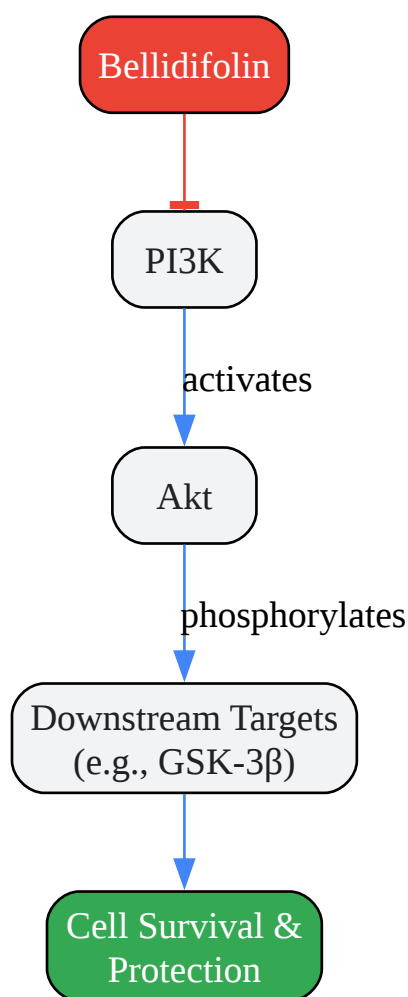 Bellidifolin
PI3K
activates
Akt
phosphorylates
Downstream Targets
(e.g., GSK-3β)
Cell Survival &
Protection